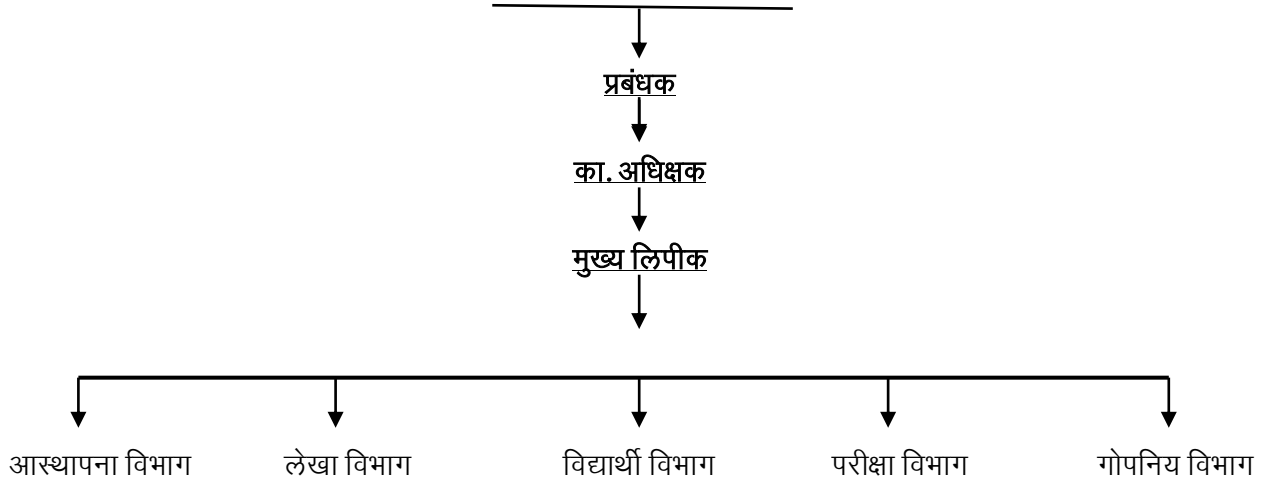 प्रबंधक
का. अधिक्षक
मुख्य लिपीक
आस्थापना विभाग लेखा विभाग विद्यार्थी विभाग परीक्षा विभाग गोपनिय विभाग